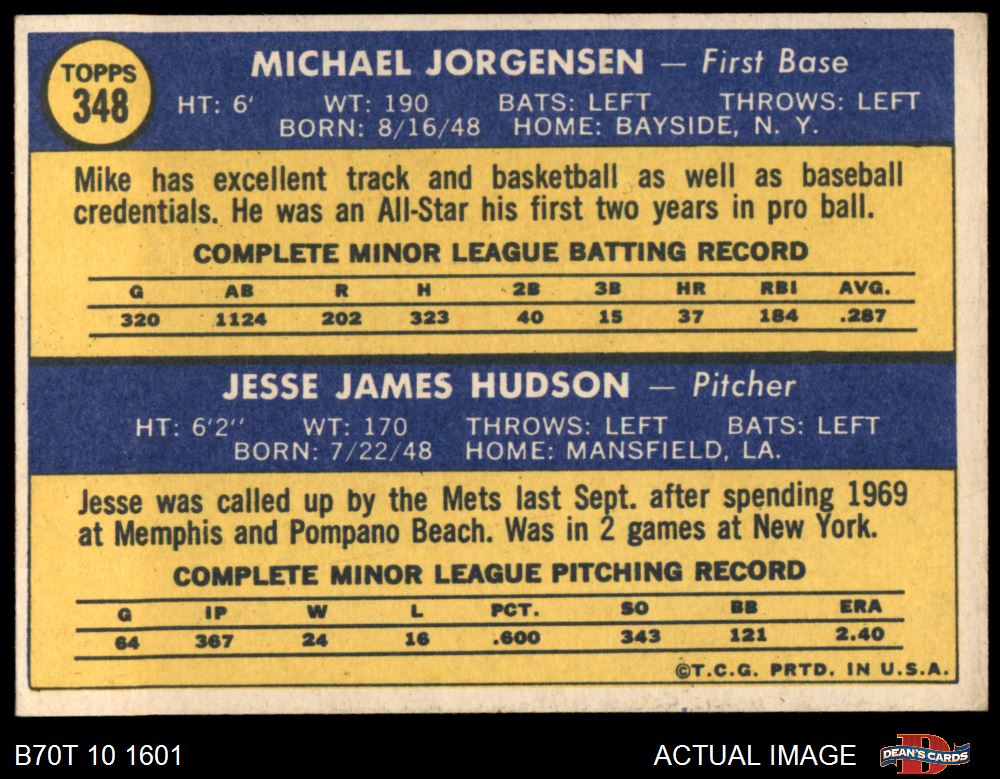 TOPPS
348
MICHAEL JORGENSEN — First Base
HT: 6' WT: 190 BATS: LEFT THROWS: LEFT
BORN: 8/16/48 HOME: BAYSIDE, N. Y.
Mike has excellent track and basketball as well as baseball
credentials. He was an All-Star his first two years in pro ball.
COMPLETE MINOR LEAGUE BATTING RECORD
G AB R H 2B 3B HR RBI AVG.
320 1124 202 323 40 15 37 184 .287
JESSE JAMES HUDSON — Pitcher
HT: 6'2'' WT: 170 THROWS: LEFT BATS: LEFT
BORN: 7/22/48 HOME: MANSFIELD, LA.
Jesse was called up by the Mets last Sept. after spending 1969
at Memphis and Pompano Beach. Was in 2 games at New York.
COMPLETE MINOR LEAGUE PITCHING RECORD
G IP W L PCT. SO BB ERA
64 367 24 16 .600 343 121 2.40
©T.C.G. PRTD. IN U.S.A.
B70T 10 1601 ACTUAL IMAGE D DEAN'S CARDS